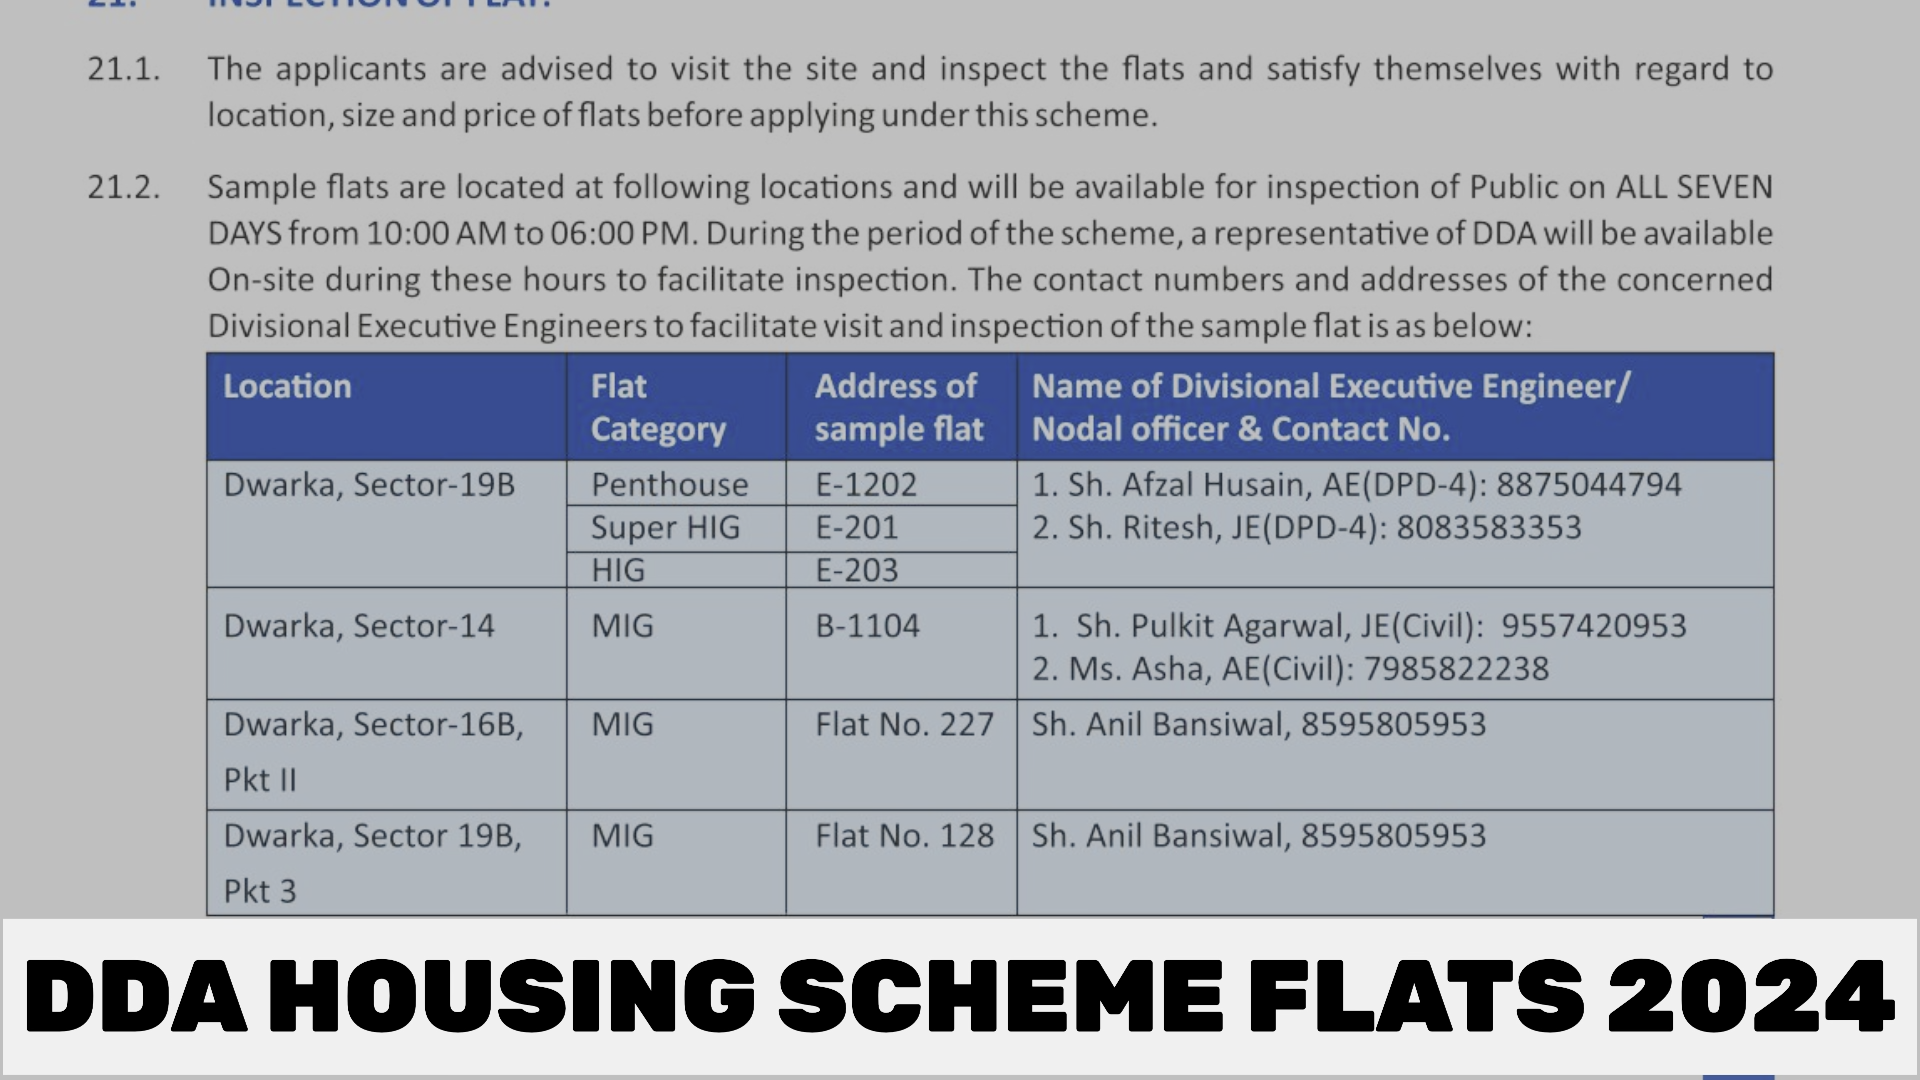 21. INSPECTION OF FLAT:
21.1. The applicants are advised to visit the site and inspect the flats and satisfy themselves with regard to
location, size and price of flats before applying under this scheme.
21.2. Sample flats are located at following locations and will be available for inspection of Public on ALL SEVEN
DAYS from 10:00 AM to 06:00 PM. During the period of the scheme, a representative of DDA will be available
On-site during these hours to facilitate inspection. The contact numbers and addresses of the concerned
Divisional Executive Engineers to facilitate visit and inspection of the sample flat is as below:
Location Flat Address of Name of Divisional Executive Engineer/
Category sample flat Nodal officer & Contact No.
Dwarka, Sector-19B Penthouse E-1202 1. Sh. Afzal Husain, AE(DPD-4): 8875044794
Super HIG E-201 2. Sh. Ritesh, JE(DPD-4): 8083583353
HIG E-203
Dwarka, Sector-14 MIG B-1104 1. Sh. Pulkit Agarwal, JE(Civil): 9557420953
2. Ms. Asha, AE(Civil): 7985822238
Dwarka, Sector-16B, MIG Flat No. 227 Sh. Anil Bansiwal, 8595805953
Pkt II
Dwarka, Sector 19B, MIG Flat No. 128 Sh. Anil Bansiwal, 8595805953
Pkt 3
DDA HOUSING SCHEME FLATS 2024